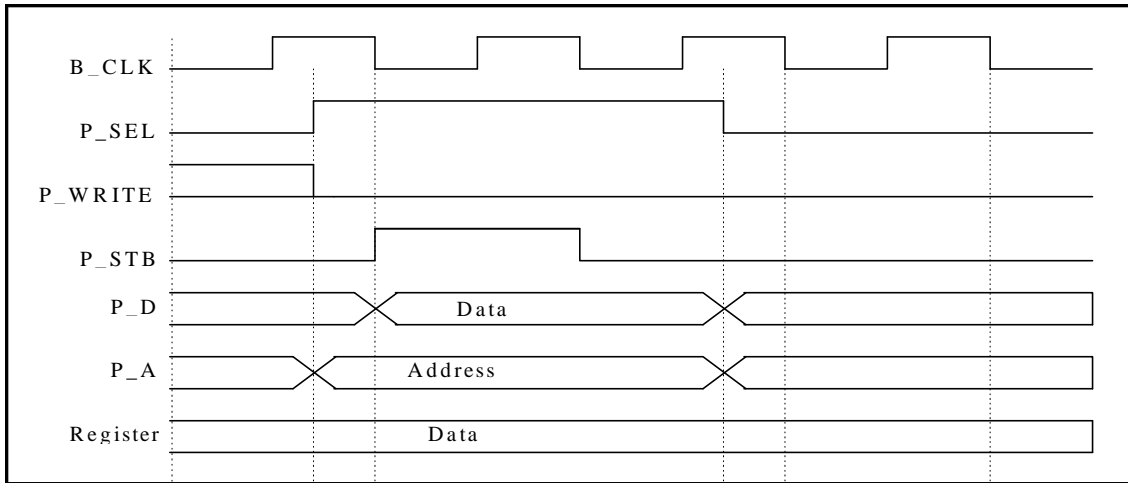 B_CLK
P_SEL
P_WRITE
P_STB
P_D Data
P_A Address
Register Data